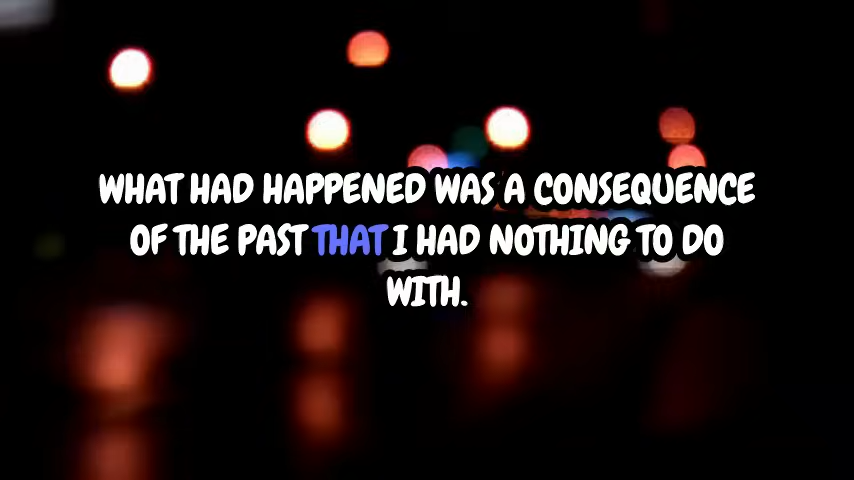 WHAT HAD HAPPENED WAS A CONSEQUENCE
OF THE PAST THAT I HAD NOTHING TO DO
WITH.